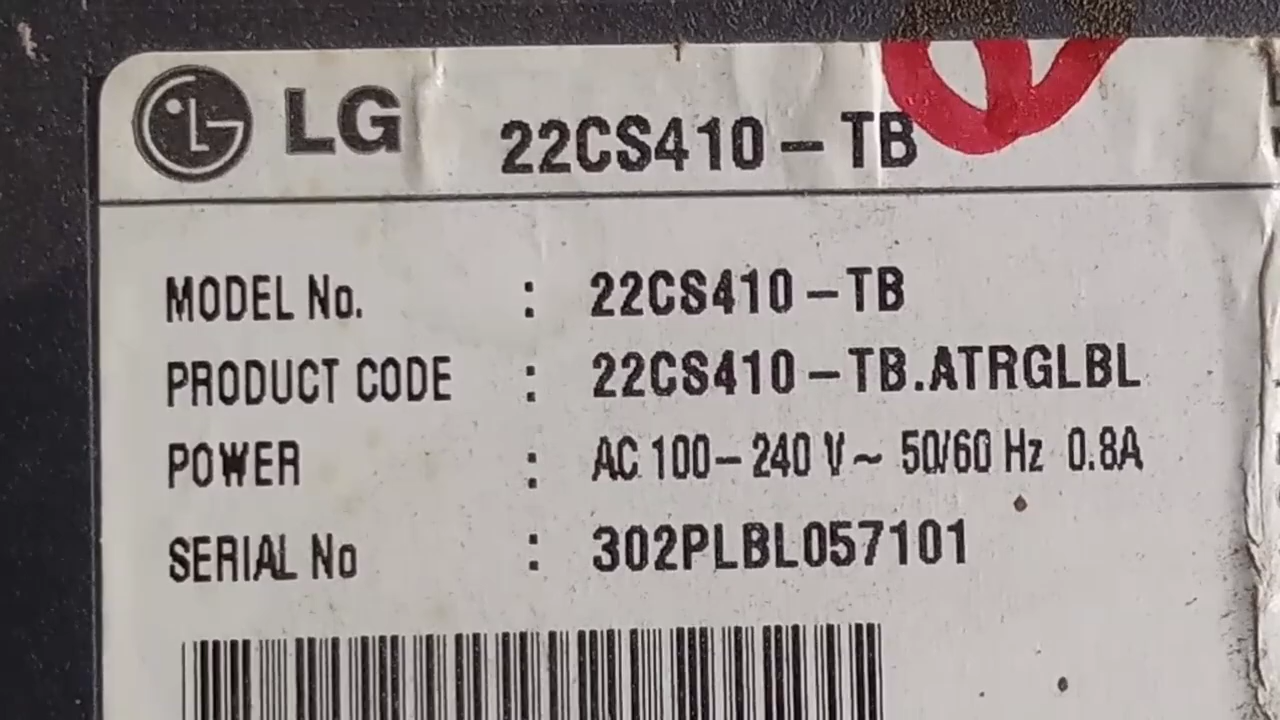 LG 22CS410-TB
MODEL No. : 22CS410-TB
PRODUCT CODE : 22CS410-TB.ATRGLBL
POWER : AC 100-240 V~ 50/60 Hz 0.8A
SERIAL No : 302PLBL057101